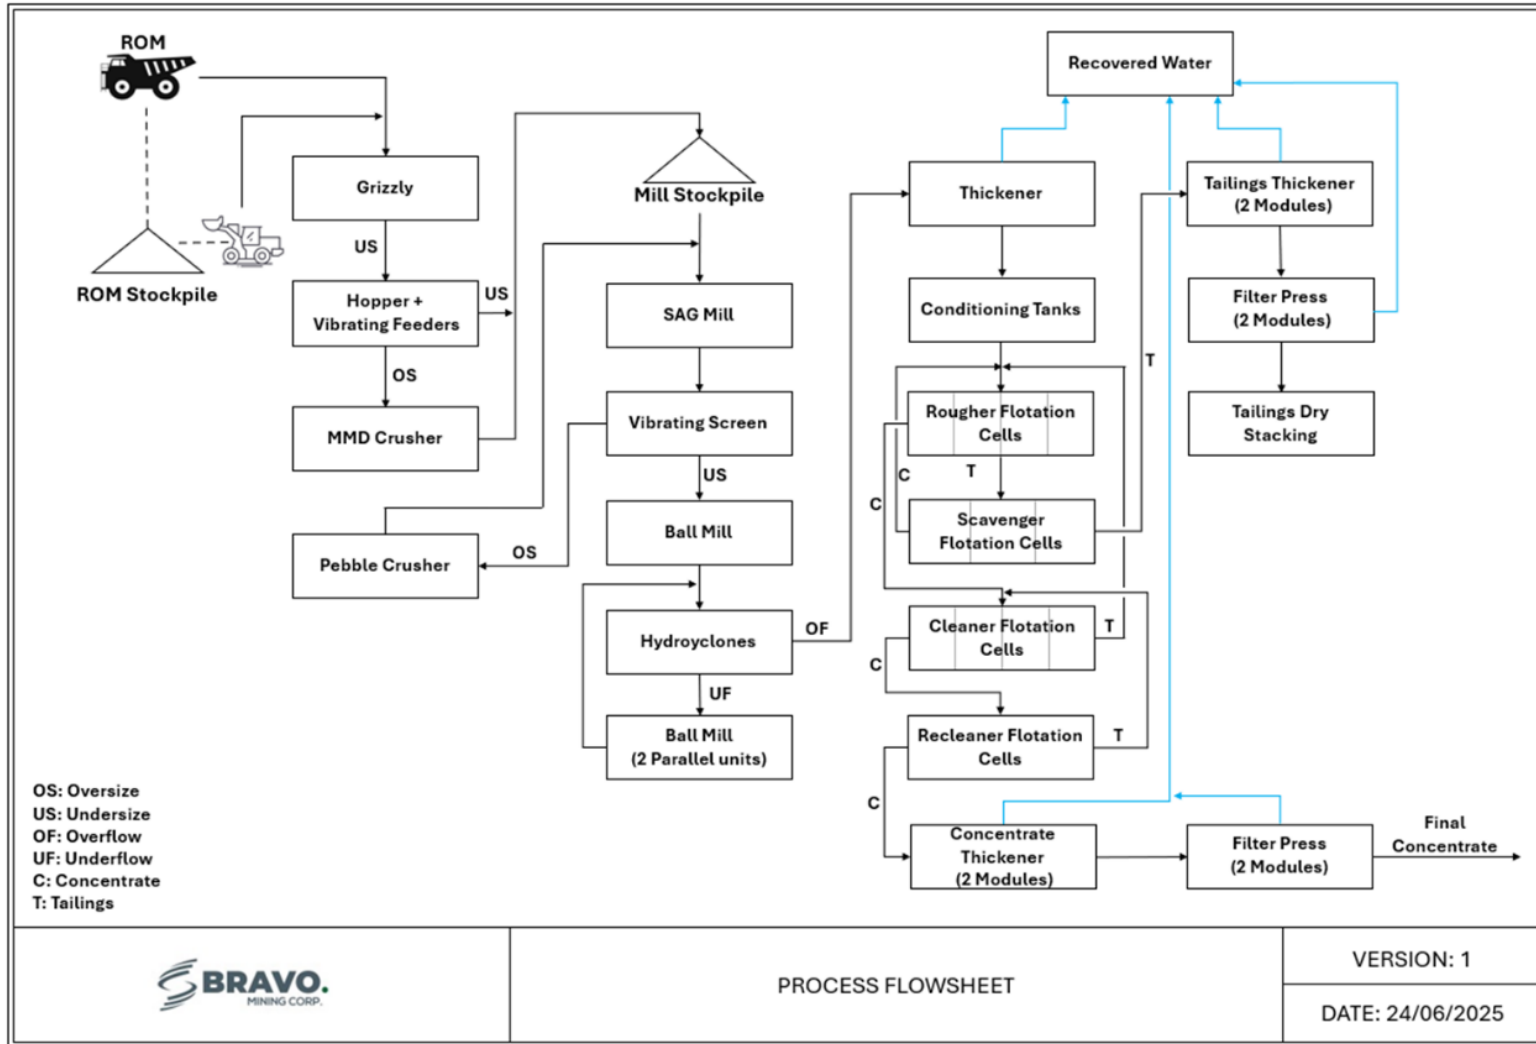 ROM
ROM Stockpile
Grizzly
US
Hopper +
Vibrating Feeders
US
OS
MMD Crusher
Pebble Crusher
OS
Mill Stockpile
SAG Mill
Vibrating Screen
US
Ball Mill
Hydroyclones
OF
UF
Ball Mill
(2 Parallel units)
Recovered Water
Thickener
Conditioning Tanks
Rougher Flotation
Cells
C
C
T
Scavenger
Flotation Cells
T
Cleaner Flotation
Cells
T
C
Recleaner Flotation
Cells
T
C
Concentrate
Thickener
(2 Modules)
Filter Press
(2 Modules)
Final
Concentrate
Tailings Thickener
(2 Modules)
Filter Press
(2 Modules)
Tailings Dry
Stacking
OS: Oversize
US: Undersize
OF: Overflow
UF: Underflow
C: Concentrate
T: Tailings
BRAVO.
MINING CORP.
PROCESS FLOWSHEET
VERSION: 1
DATE: 24/06/2025